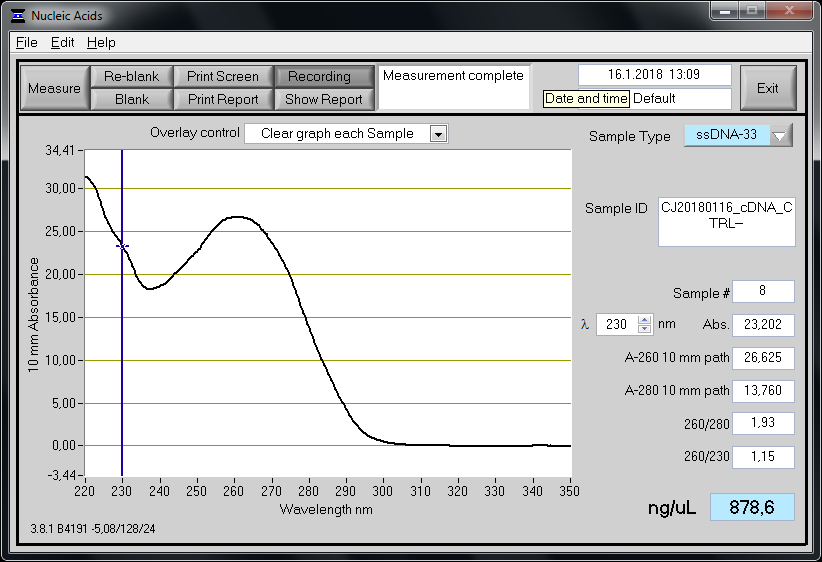 Nucleic Acids
File Edit Help
Measure
Re-blank
Print Screen
Recording
Blank
Print Report
Show Report
Measurement complete
16.1.2018 13:09
Date and time
Default
Exit
Overlay control
Clear graph each Sample
Sample Type
ssDNA-33
Sample ID
CJ20180116_cDNA_C
TRL--
Sample #
8
λ 230 nm
Abs.
23,202
A-260 10 mm path
26,625
A-280 10 mm path
13,760
260/280
1,93
260/230
1,15
ng/uL
878,6
10 mm Absorbance
34,41
30,00
25,00
20,00
15,00
10,00
5,00
0,00
-3,44
220 230 240 250 260 270 280 290 300 310 320 330 340 350
Wavelength nm
3.8.1 B4191 -5,08/128/24